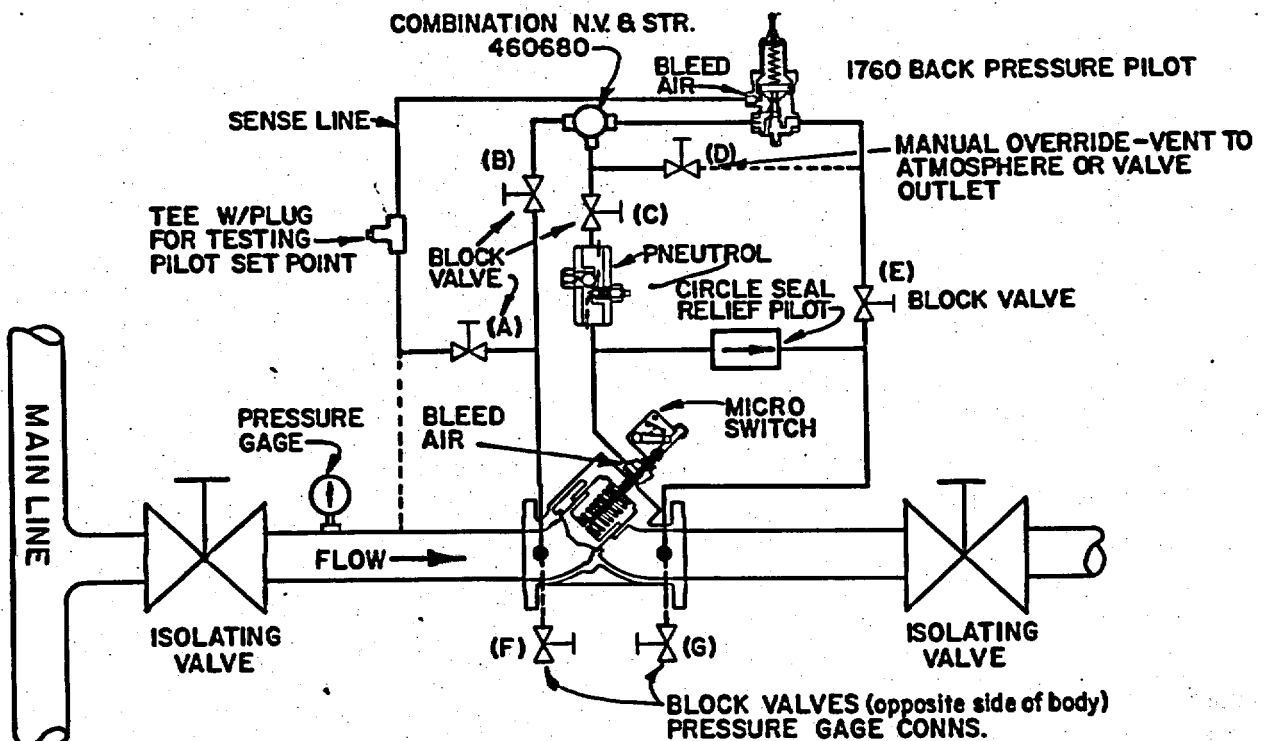 COMBINATION N.V. & STR.
460680
BLEED
AIR
1760 BACK PRESSURE PILOT
SENSE LINE
(B)
(D)
MANUAL OVERRIDE-VENT TO
ATMOSPHERE OR VALVE
OUTLET
TEE W/PLUG
FOR TESTING
PILOT SET POINT
BLOCK
VALVE
(C)
PNEUTROL
CIRCLE SEAL
RELIEF PILOT
(E)
BLOCK VALVE
(A)
MAIN LINE
PRESSURE
GAGE
BLEED
AIR
MICRO
SWITCH
FLOW
ISOLATING
VALVE
(F)
(G)
ISOLATING
VALVE
BLOCK VALVES (opposite side of body)
PRESSURE GAGE CONNS.